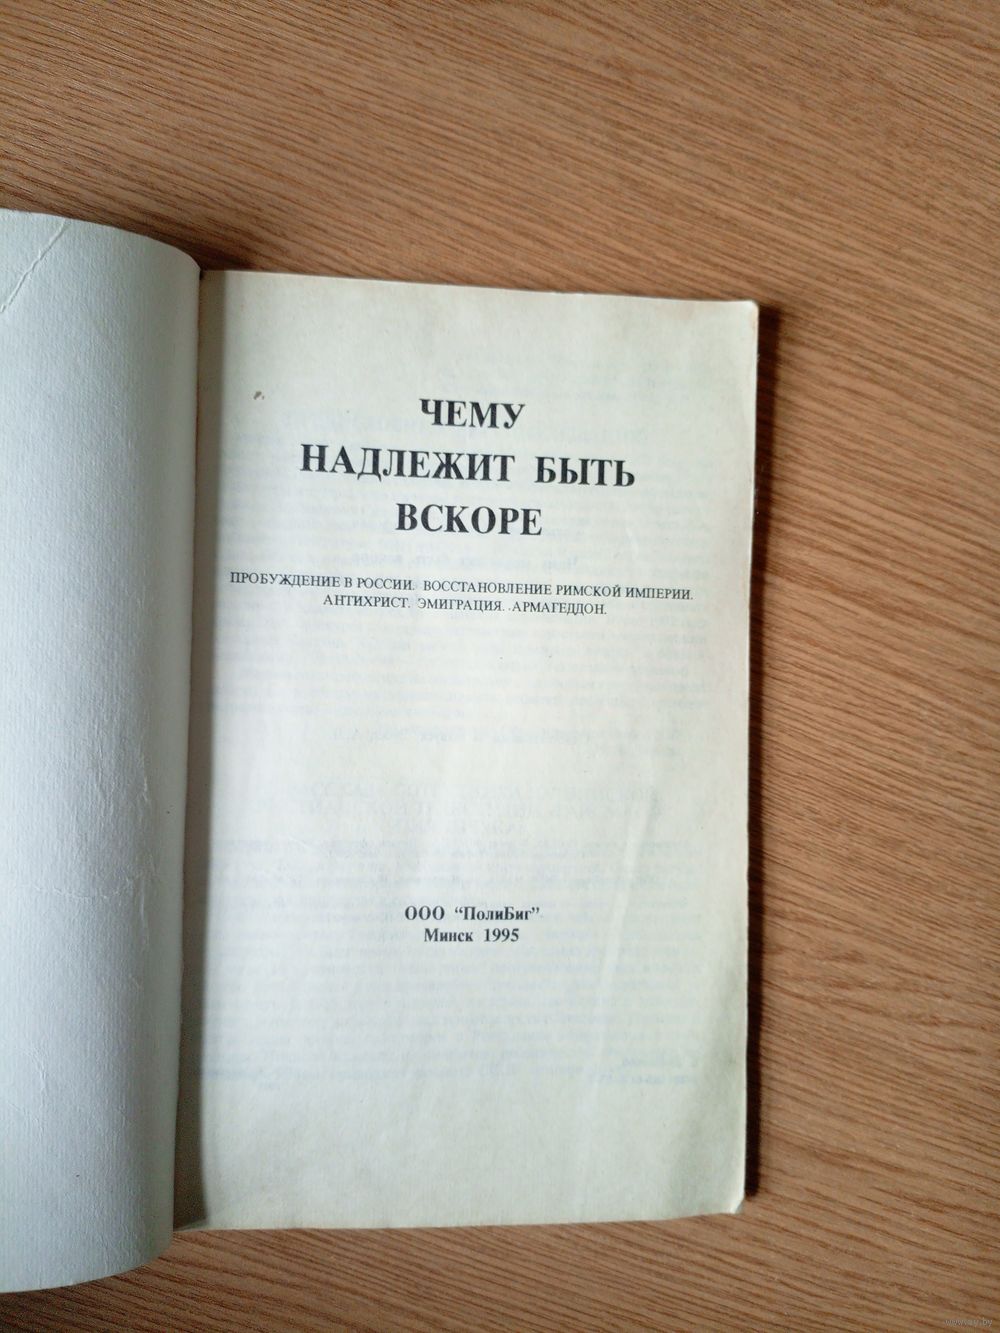 ЧЕМУ
НАДЛЕЖИТ БЫТЬ
ВСКОРЕ
ПРОБУЖДЕНИЕ В РОССИИ. ВОССТАНОВЛЕНИЕ РИМСКОЙ ИМПЕРИИ.
АНТИХРИСТ. ЭМИГРАЦИЯ. АРМАГЕДДОН.
ООО “ПолиБиг”
Минск 1995